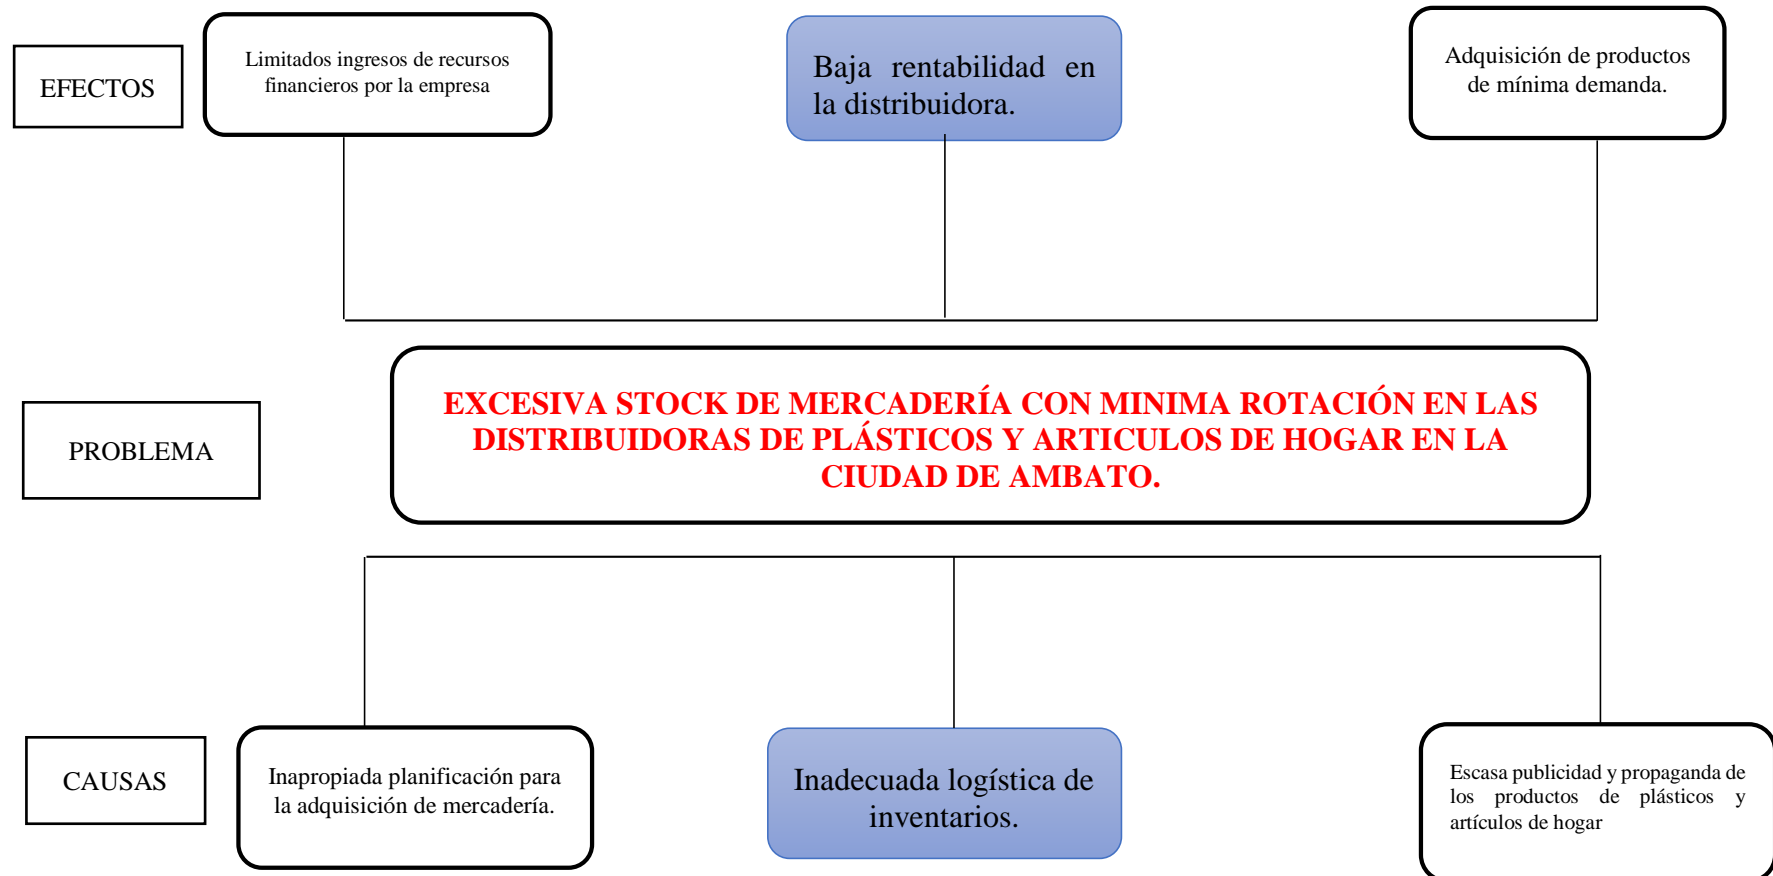 EFECTOS
Limitados ingresos de recursos
financieros por la empresa
Baja rentabilidad en
la distribuidora.
Adquisición de productos
de mínima demanda.
PROBLEMA
EXCESIVA STOCK DE MERCADERÍA CON MINIMA ROTACIÓN EN LAS
DISTRIBUIDORAS DE PLÁSTICOS Y ARTICULOS DE HOGAR EN LA
CIUDAD DE AMBATO.
CAUSAS
Inapropiada planificación para
la adquisición de mercadería.
Inadecuada logística de
inventarios.
Escasa publicidad y propaganda de
los productos de plásticos y
artículos de hogar